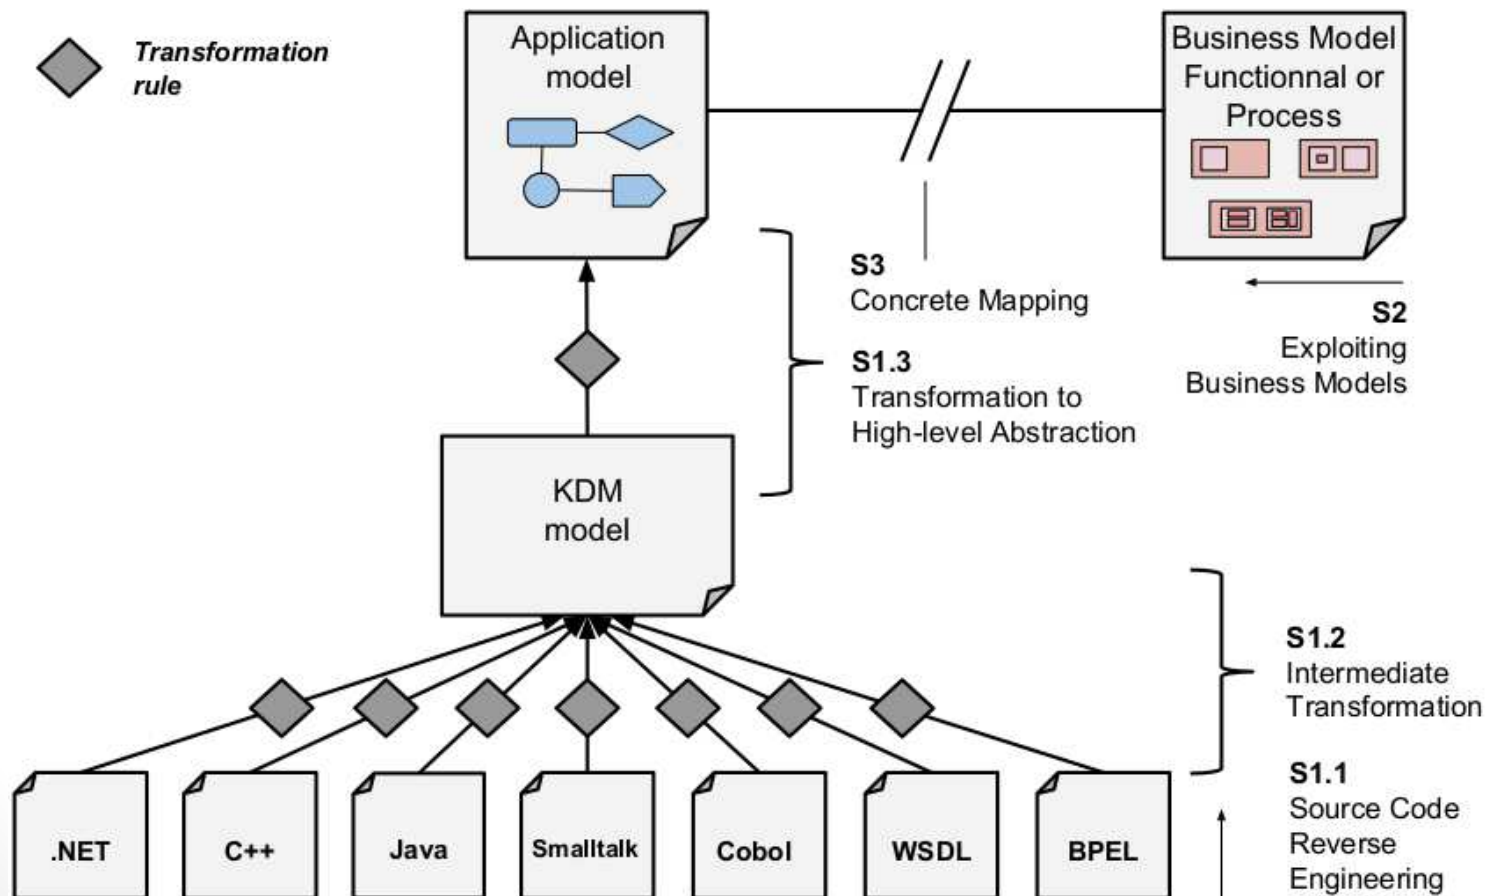 Transformation
rule
Application
model
Business Model
Functionnal or
Process
S3
Concrete Mapping
S2
Exploiting
Business Models
S1.3
Transformation to
High-level Abstraction
KDM
model
S1.2
Intermediate
Transformation
S1.1
Source Code
Reverse
Engineering
.NET
C++
Java
Smalltalk
Cobol
WSDL
BPEL